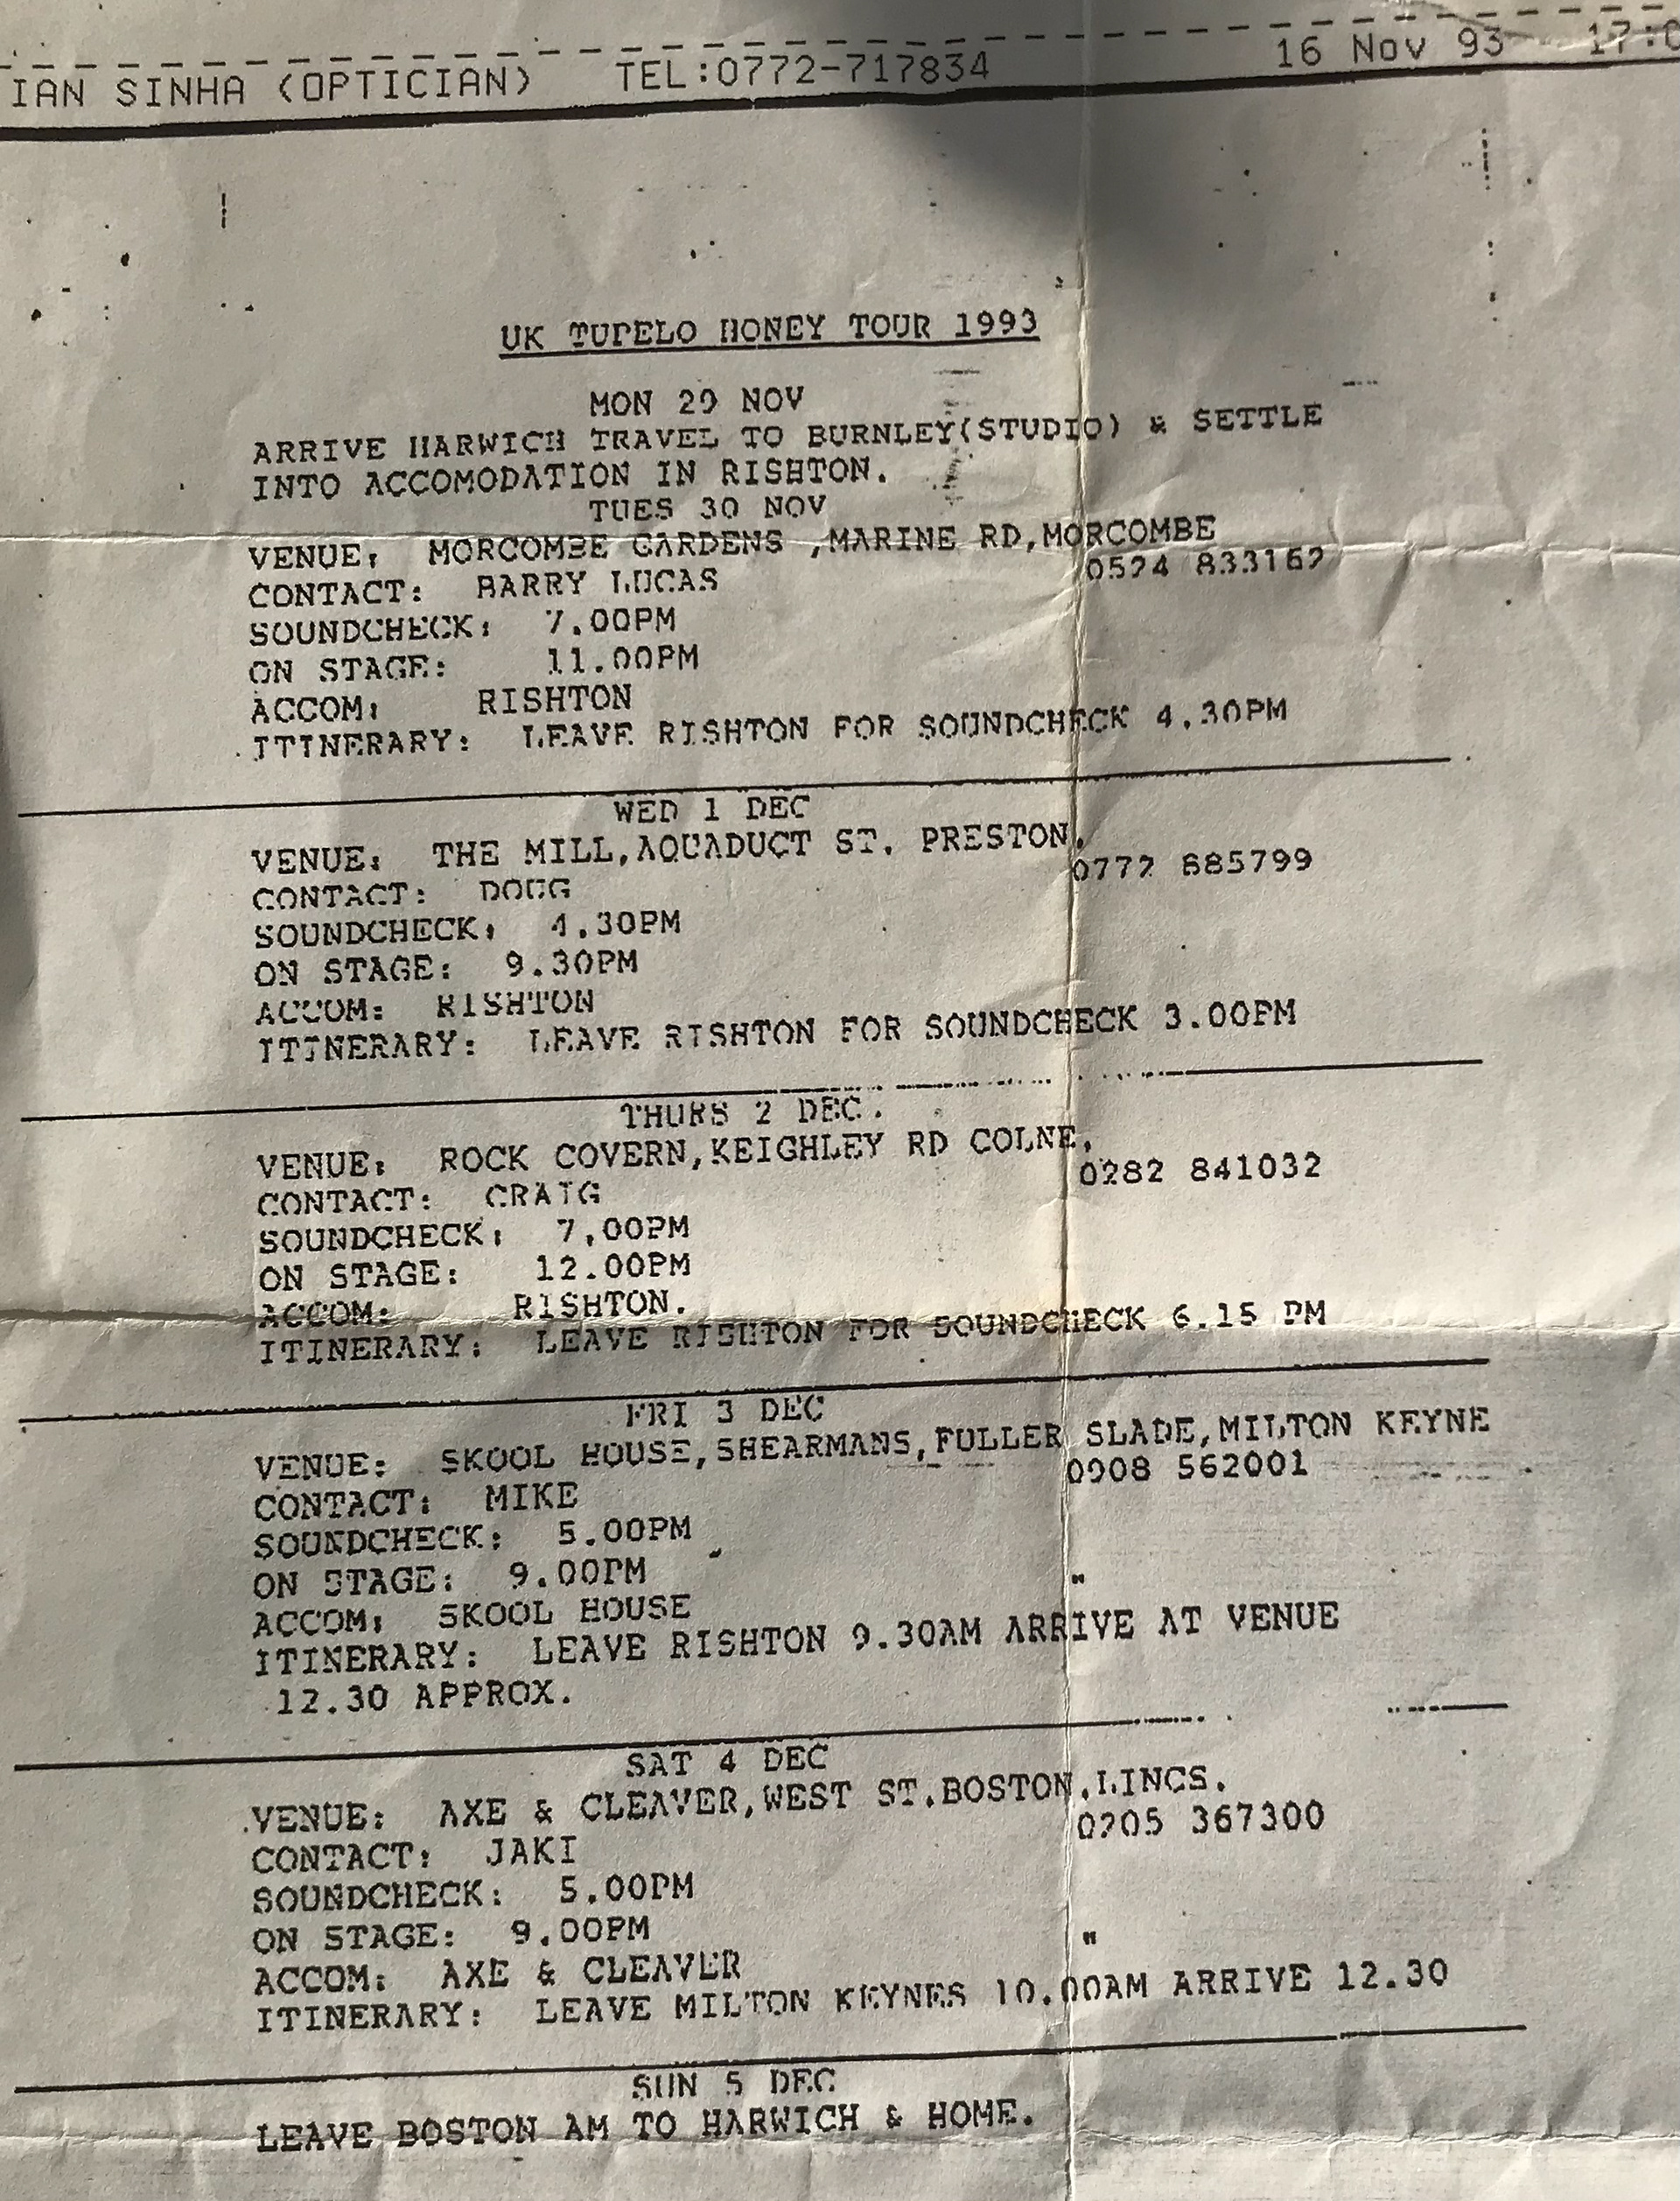 IAN SINHA (OPTICIAN) TEL:0772-717834 16 Nov 93 17:0
UK TUPELO HONEY TOUR 1993
MON 29 NOV
ARRIVE HARWICH TRAVEL TO BURNLEY(STUDIO) & SETTLE
INTO ACCOMODATION IN RISHTON.
TUES 30 NOV
VENUE: MORCOMBE GARDENS ,MARINE RD,MORCOMBE
CONTACT: BARRY LUCAS 0524 833162
SOUNDCHECK: 7.00PM
ON STAGE: 11.00PM
ACCOM: RISHTON
ITINERARY: LEAVE RISHTON FOR SOUNDCHECK 4.30PM
WED 1 DEC
VENUE: THE MILL,AQUADUCT ST. PRESTON,
CONTACT: DOUG 0772 885799
SOUNDCHECK: 4.30PM
ON STAGE: 9.30PM
ACCOM: RISHTON
ITINERARY: LEAVE RISHTON FOR SOUNDCHECK 3.00PM
THURS 2 DEC.
VENUE: ROCK COVERN,KEIGHLEY RD COLNE,
CONTACT: CRAIG 0282 841032
SOUNDCHECK: 7.00PM
ON STAGE: 12.00PM
ACCOM: RISHTON.
ITINERARY: LEAVE RISHTON FOR SOUNDCHECK 6.15 PM
FRI 3 DEC
VENUE: SKOOL HOUSE,SHEARMANS,FULLER SLADE,MILTON KEYNE
CONTACT: MIKE 0908 562001
SOUNDCHECK: 5.00PM
ON STAGE: 9.00PM
ACCOM: SKOOL HOUSE "
ITINERARY: LEAVE RISHTON 9.30AM ARRIVE AT VENUE
12.30 APPROX.
SAT 4 DEC
VENUE: AXE & CLEAVER,WEST ST.BOSTON,LINCS.
CONTACT: JAKI 0205 367300
SOUNDCHECK: 5.00PM
ON STAGE: 9.00PM
ACCOM: AXE & CLEAVER "
ITINERARY: LEAVE MILTON KEYNES 10.00AM ARRIVE 12.30
SUN 5 DEC
LEAVE BOSTON AM TO HARWICH & HOME.